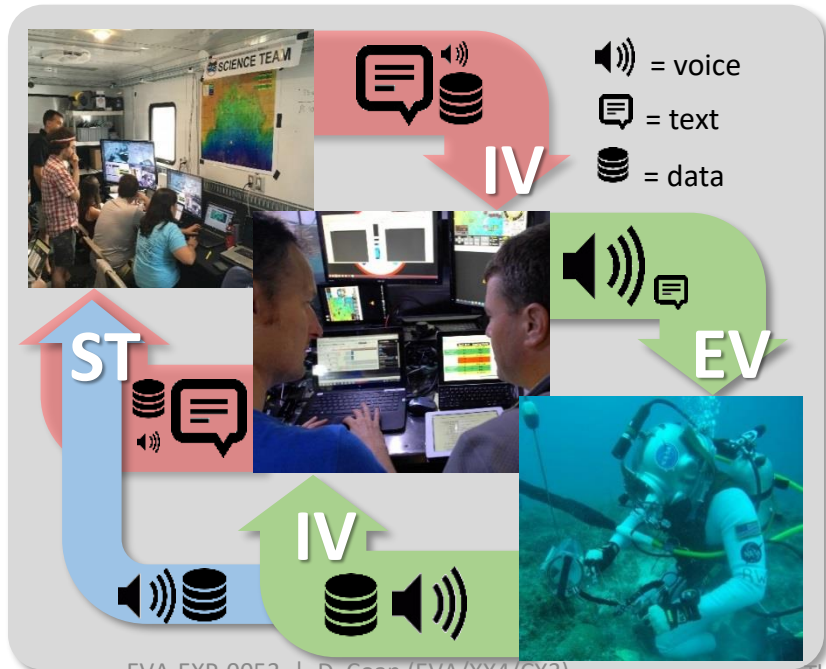 SCIENCE TEAM
= voice
= text
= data
IV
EV
ST
IV